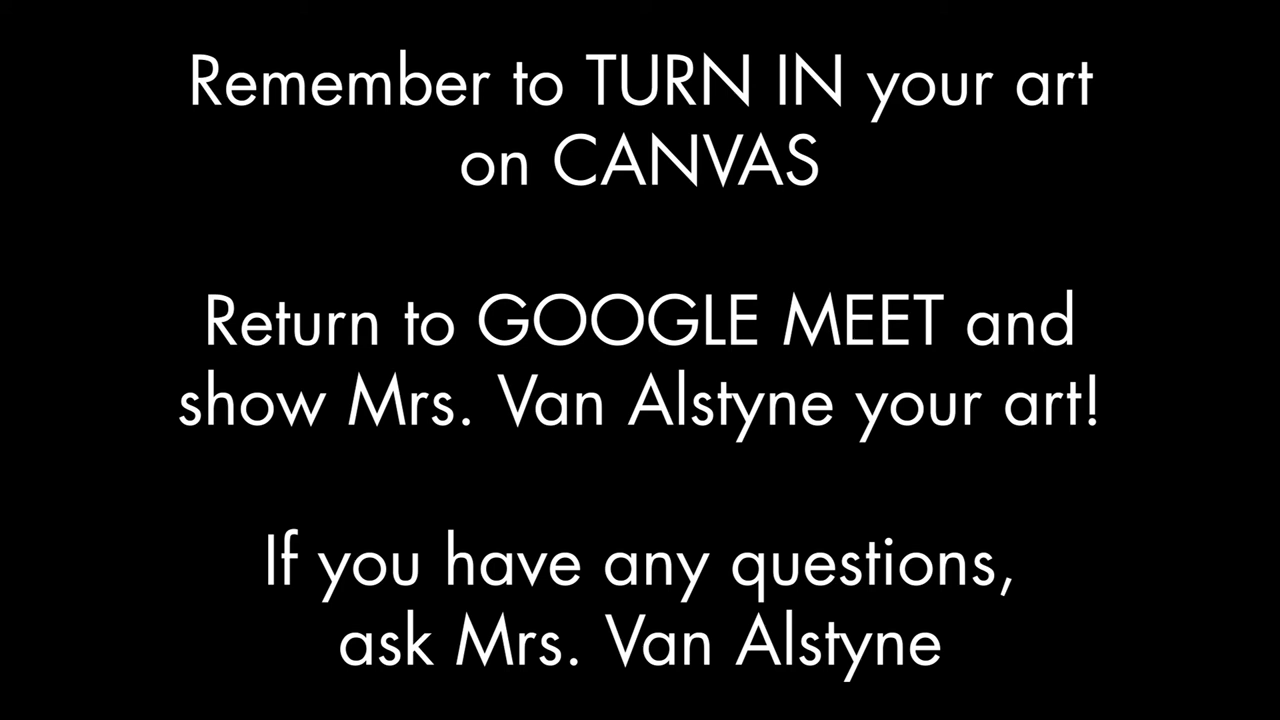 Remember to TURN IN your art
on CANVAS
Return to GOOGLE MEET and
show Mrs. Van Alstyne your art!
If you have any questions,
ask Mrs. Van Alstyne